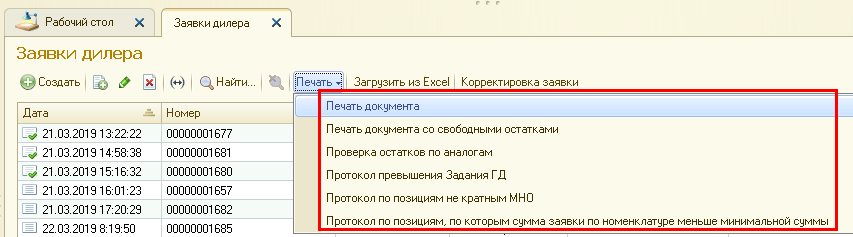 Рабочий стол
Заявки дилера
Заявки дилера
Создать Найти... Печать Загрузить из Excel Корректировка заявки
Дата Номер
21.03.2019 13:22:22 00000001677
21.03.2019 14:58:38 00000001681
21.03.2019 15:16:32 00000001680
21.03.2019 16:01:23 00000001657
21.03.2019 17:20:29 00000001682
22.03.2019 8:19:50 00000001685
Печать документа
Печать документа со свободными остатками
Проверка остатков по аналогам
Протокол превышения Задания ГД
Протокол по позициям не кратным МНО
Протокол по позициям, по которым сумма заявки по номенклатуре меньше минимальной суммы